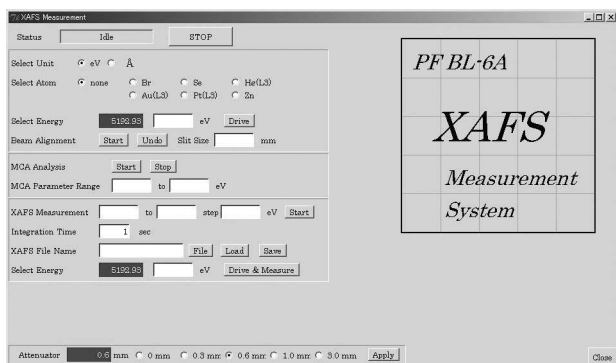 XAFS Measurement
Status Idle STOP
Select Unit eV Å
Select Atom none Br Se Hg(L3)
Au(L3) Pt(L3) Zn
Select Energy 5192.93 eV Drive
Beam Alignment Start Undo Slit Size mm
MCA Analysis Start Stop
MCA Parameter Range to eV
XAFS Measurement to step eV Start
Integration Time 1 sec
XAFS File Name File Load Save
Select Energy 5192.93 eV Drive & Measure
Attenuator 0.6 mm 0 mm 0.3 mm 0.6 mm 1.0 mm 3.0 mm Apply
PF BL-6A
XAFS
Measurement
System
Close